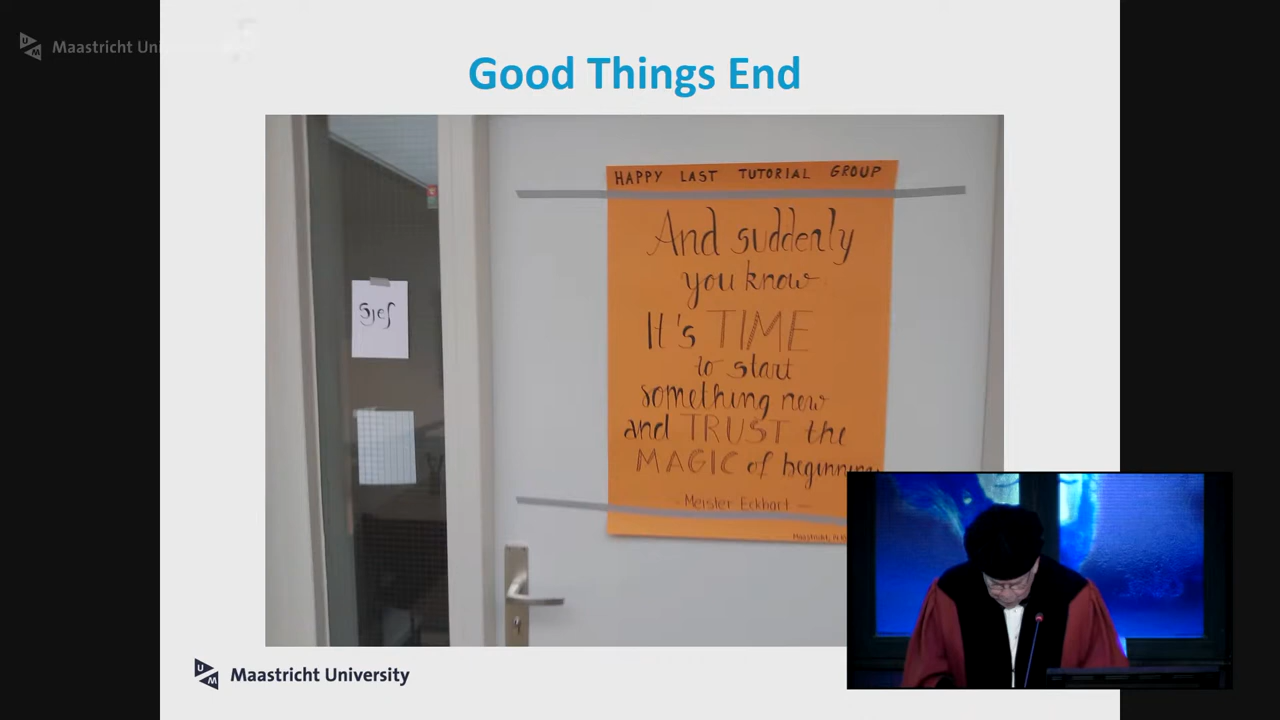 Maastricht Uni
Good Things End
HAPPY LAST TUTORIAL GROUP
And suddenly
you know
It's TIME
to start
something new
and TRUST the
MAGIC of beginning
- Meister Eckhart -
Maastricht,
Sjef
Maastricht University